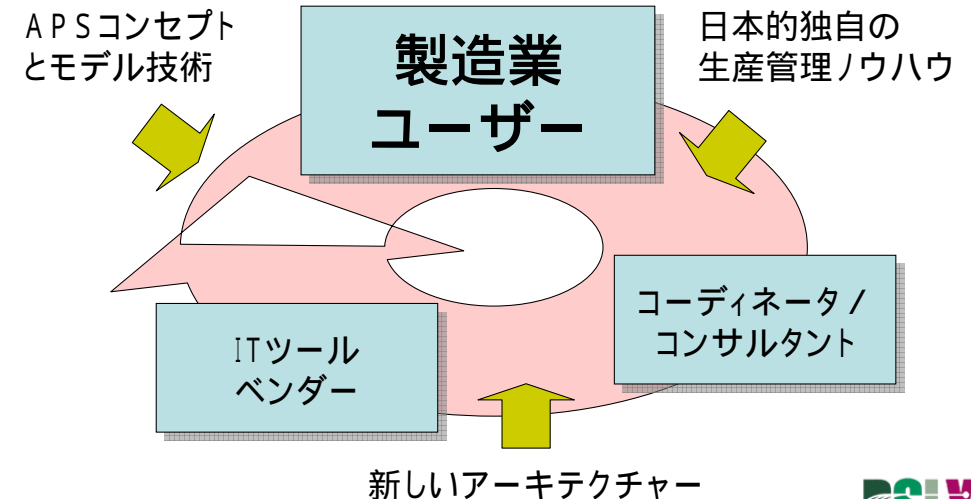 APSコンセプト
とモデル技術
製造業
ユーザー
日本的独自の
生産管理ノウハウ
コーディネータ/
コンサルタント
ITツール
ベンダー
新しいアーキテクチャー